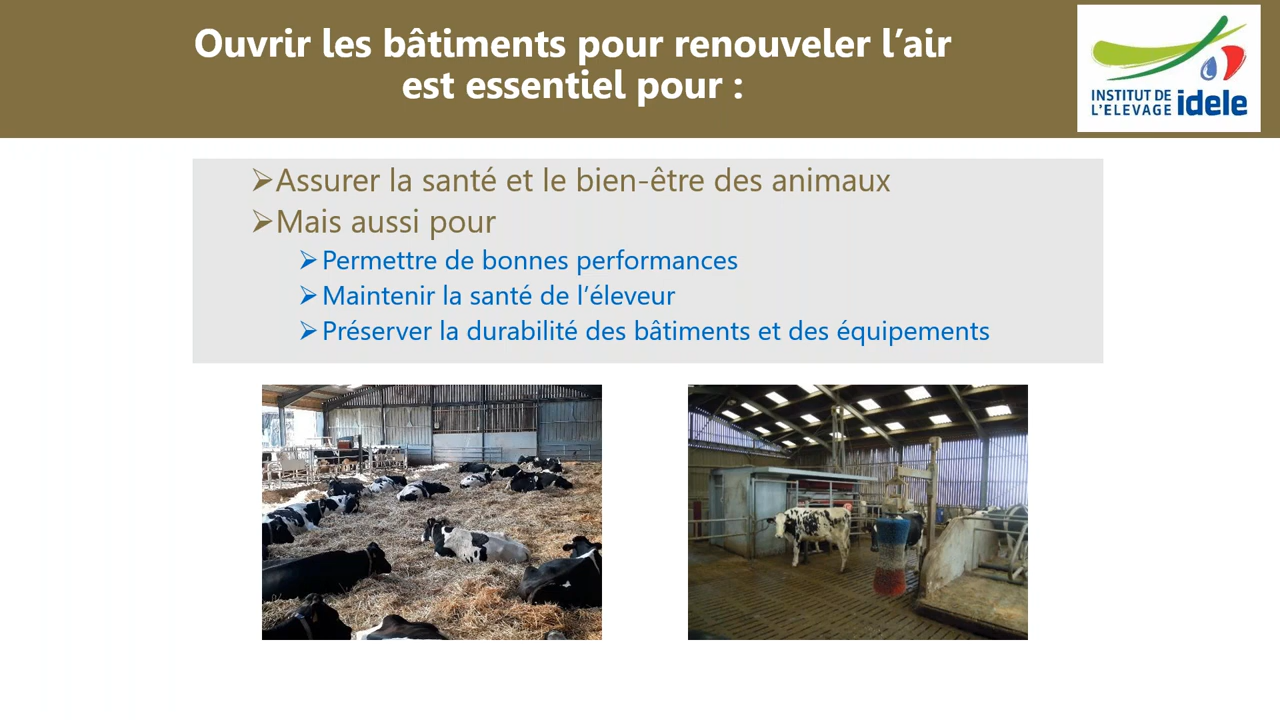 Ouvrir les bâtiments pour renouveler l’air
est essentiel pour :
INSTITUT DE
L’ELEVAGE idele
➢Assurer la santé et le bien-être des animaux
➢Mais aussi pour
➢Permettre de bonnes performances
➢Maintenir la santé de l’éleveur
➢Préserver la durabilité des bâtiments et des équipements